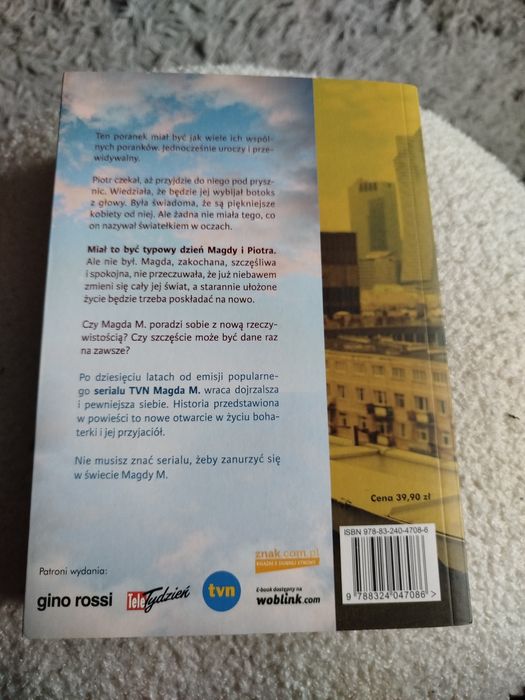 Ten poranek miał być jak wiele ich wspól-
nych poranków. Jednocześnie uroczy i prze-
widywalny.
Piotr czekał, aż przyjdzie do niego pod prysz-
nic. Wiedziała, że będzie jej wybijał botoks
z głowy. Była świadoma, że są piękniejsze
kobiety od niej. Ale żadna nie miała tego, co
on nazywał światełkiem w oczach.
Miał to być typowy dzień Magdy i Piotra.
Ale nie był. Magda, zakochana, szczęśliwa
i spokojna, nie przeczuwała, że już niebawem
zmieni się cały jej świat, a starannie ułożone
życie będzie trzeba poskładać na nowo.
Czy Magda M. poradzi sobie z nową rzeczy-
wistością? Czy szczęście może być dane raz
na zawsze?
Po dziesięciu latach od emisji popularne-
go serialu TVN Magda M. wraca dojrzalsza
i pewniejsza siebie. Historia przedstawiona
w powieści to nowe otwarcie w życiu boha-
terki i jej przyjaciół.
Nie musisz znać serialu, żeby zanurzyć się
w świecie Magdy M.
Cena 39,90 zł
ISBN 978-83-240-4708-6
9 788324 047086 >
znak.com.pl
KSIĄŻKI Z DOBREJ STRONY
E-book dostępny na
woblink.com
Patroni wydania:
gino rossi
Tele Tydzień
tvn